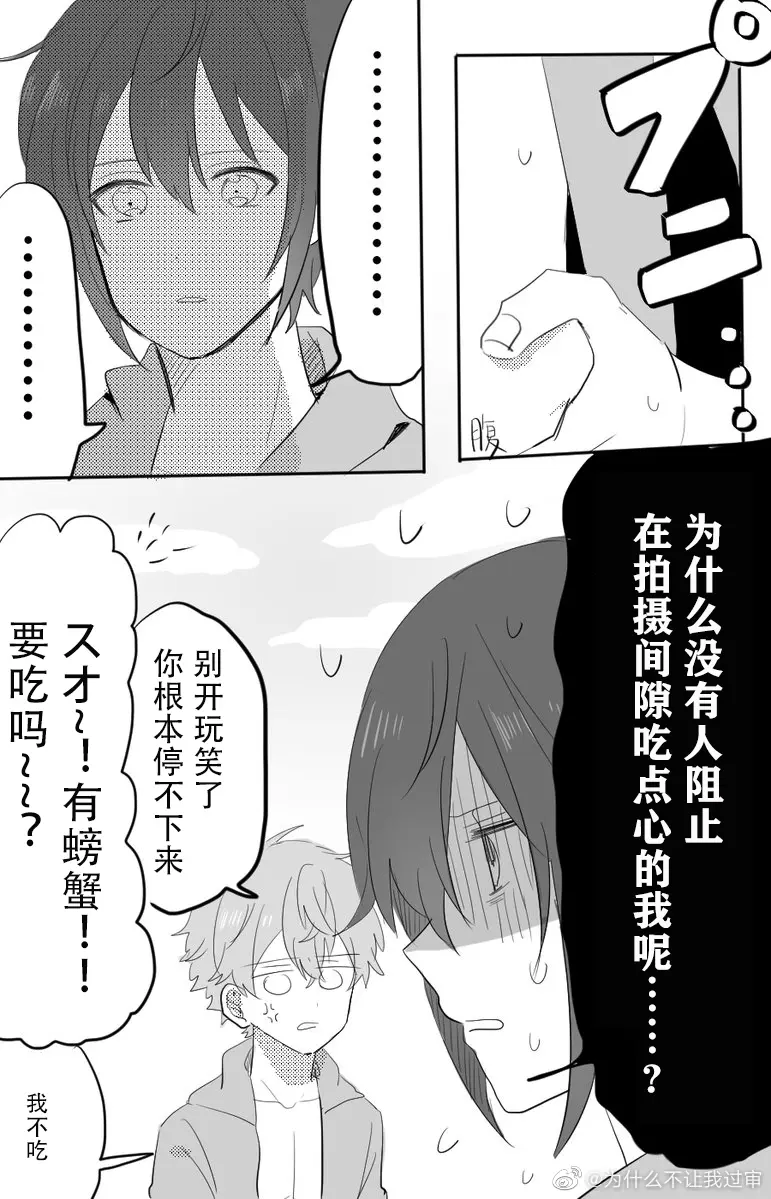 プニ
腹
…………
…………
为什么没有人阻止
在拍摄间隙吃点心的我呢……？
别开玩笑了
你根本停不下来
スオ~！有螃蟹！！
要吃吗~~？
我不吃
@为什么不让我过审